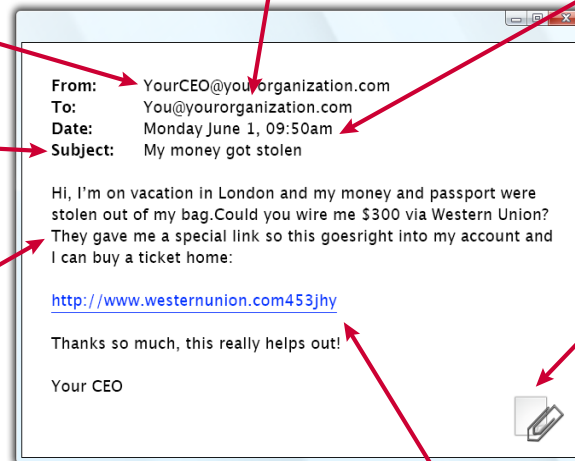 From: YourCEO@yourorganization.com
To: You@yourorganization.com
Date: Monday June 1, 09:50am
Subject: My money got stolen
Hi, I'm on vacation in London and my money and passport were
stolen out of my bag.Could you wire me $300 via Western Union?
They gave me a special link so this goesright into my account and
I can buy a ticket home:
http://www.westernunion.com453jhy
Thanks so much, this really helps out!
Your CEO